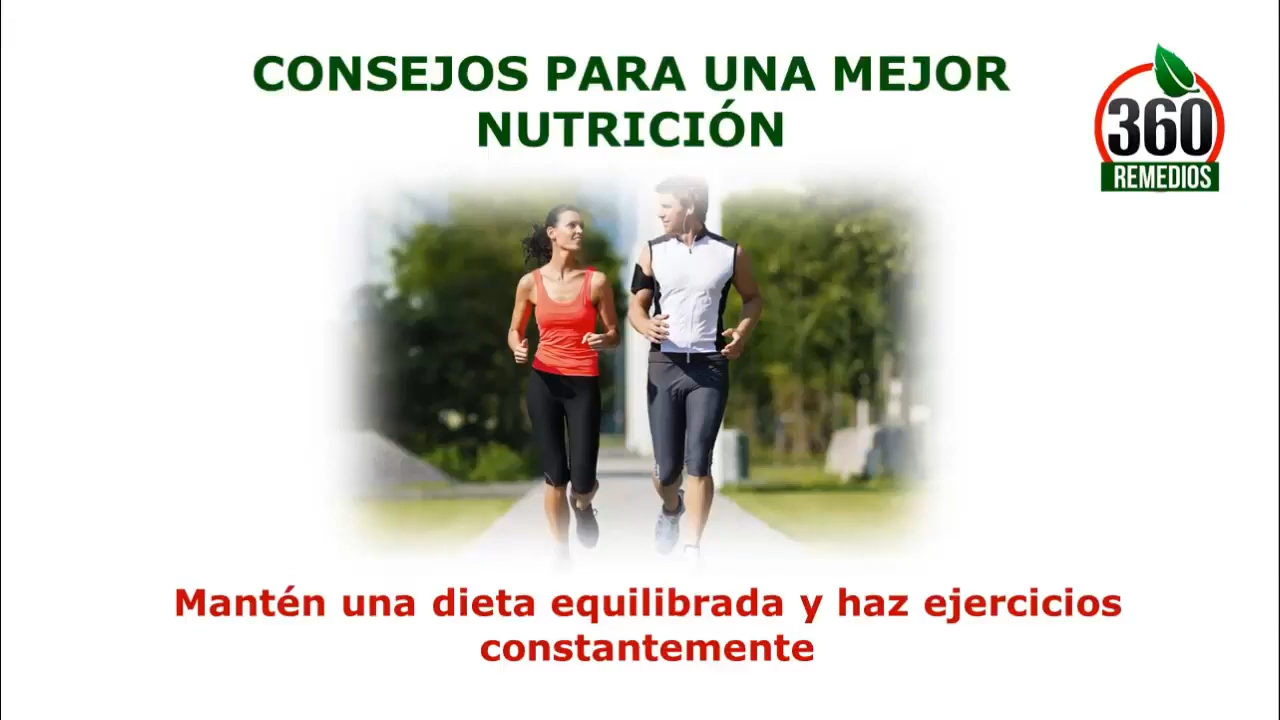 CONSEJOS PARA UNA MEJOR
NUTRICIÓN
360
REMEDIOS
Mantén una dieta equilibrada y haz ejercicios
constantemente